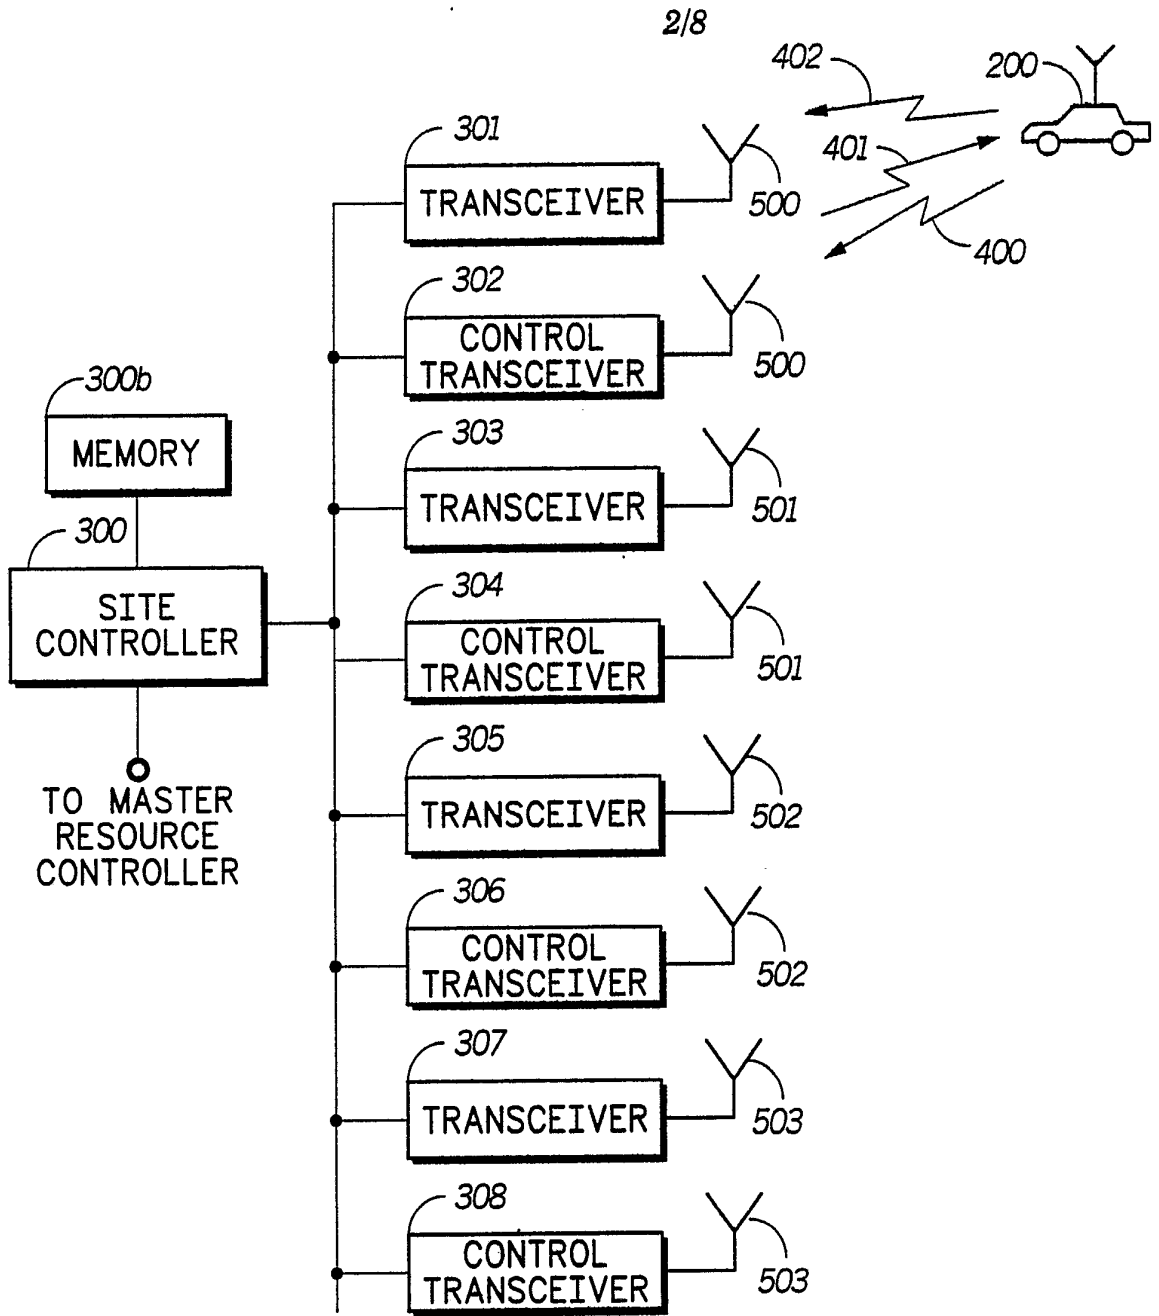 2/8
402
200
301
401
TRANSCEIVER
500
400
302
CONTROL
TRANSCEIVER
500
300b
MEMORY
303
TRANSCEIVER
501
300
SITE
CONTROLLER
304
CONTROL
TRANSCEIVER
501
305
TRANSCEIVER
502
TO MASTER
RESOURCE
CONTROLLER
306
CONTROL
TRANSCEIVER
502
307
TRANSCEIVER
503
308
CONTROL
TRANSCEIVER
503